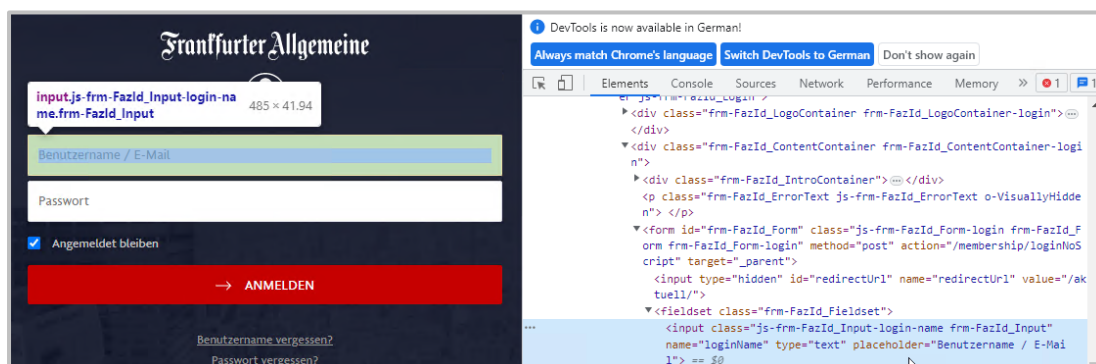 Frankfurter Allgemeine
input.js-frm-FazId_Input-login-na
me.frm-FazId_Input
485 × 41.94
Benutzername / E-Mail
Passwort
Angemeldet bleiben
→ ANMELDEN
Benutzername vergessen?
Passwort vergessen?
DevTools is now available in German!
Always match Chrome's language
Switch DevTools to German
Don't show again
Elements
Console
Sources
Network
Performance
Memory
»
1
1
er js-frm-FazId_Login">
▶<div class="frm-FazId_LogoContainer frm-FazId_LogoContainer-login">…
</div>
▼<div class="frm-FazId_ContentContainer frm-FazId_ContentContainer-logi
n">
▶<div class="frm-FazId_IntroContainer">…</div>
<p class="frm-FazId_ErrorText js-frm-FazId_ErrorText o-VisuallyHidde
n"> </p>
▼<form id="frm-FazId_Form" class="js-frm-FazId_Form-login frm-FazId_F
orm frm-FazId_Form-login" method="post" action="/membership/loginNoS
cript" target="_parent">
<input type="hidden" id="redirectUrl" name="redirectUrl" value="/ak
tuell/">
▼<fieldset class="frm-FazId_Fieldset">
<input class="js-frm-FazId_Input-login-name frm-FazId_Input"
name="loginName" type="text" placeholder="Benutzername / E-Mai
l"> == $0